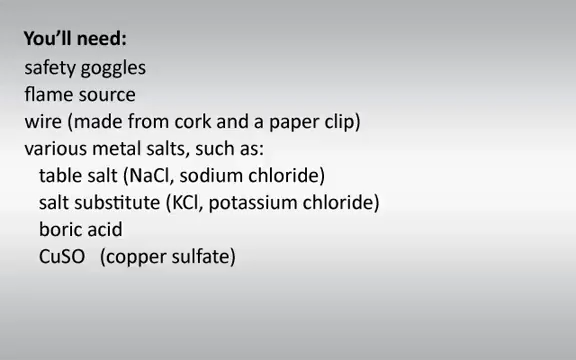 You'll need:
safety goggles
flame source
wire (made from cork and a paper clip)
various metal salts, such as:
table salt (NaCl, sodium chloride)
salt substitute (KCl, potassium chloride)
boric acid
CuSO (copper sulfate)